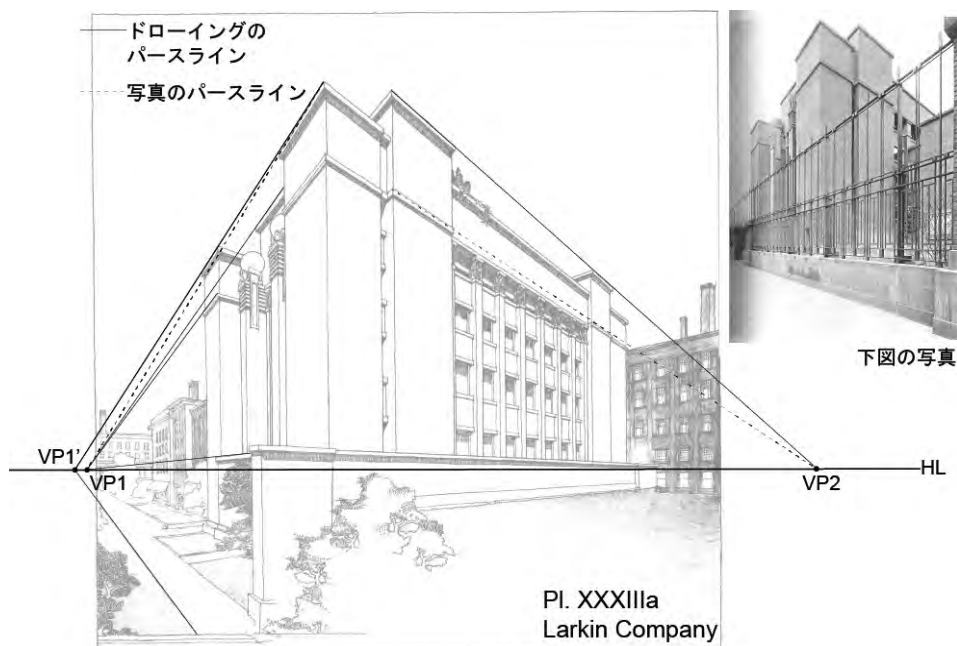 ドローイングの
パースライン
写真のパースライン
下図の写真
VP1’
VP1
VP2
HL
Pl. XXXIIIa
Larkin Company